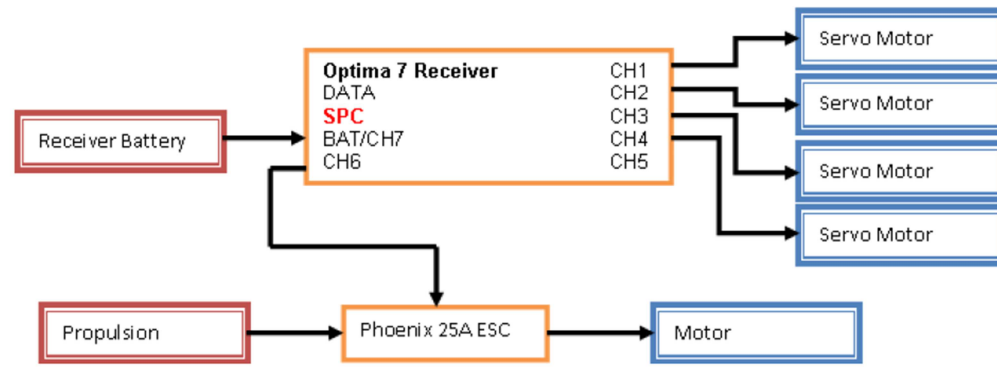 Servo Motor
Optima 7 Receiver CH1
DATA CH2
SPC CH3
BAT/CH7 CH4
CH6 CH5
Servo Motor
Receiver Battery
Servo Motor
Servo Motor
Propulsion
Phoenix 25A ESC
Motor